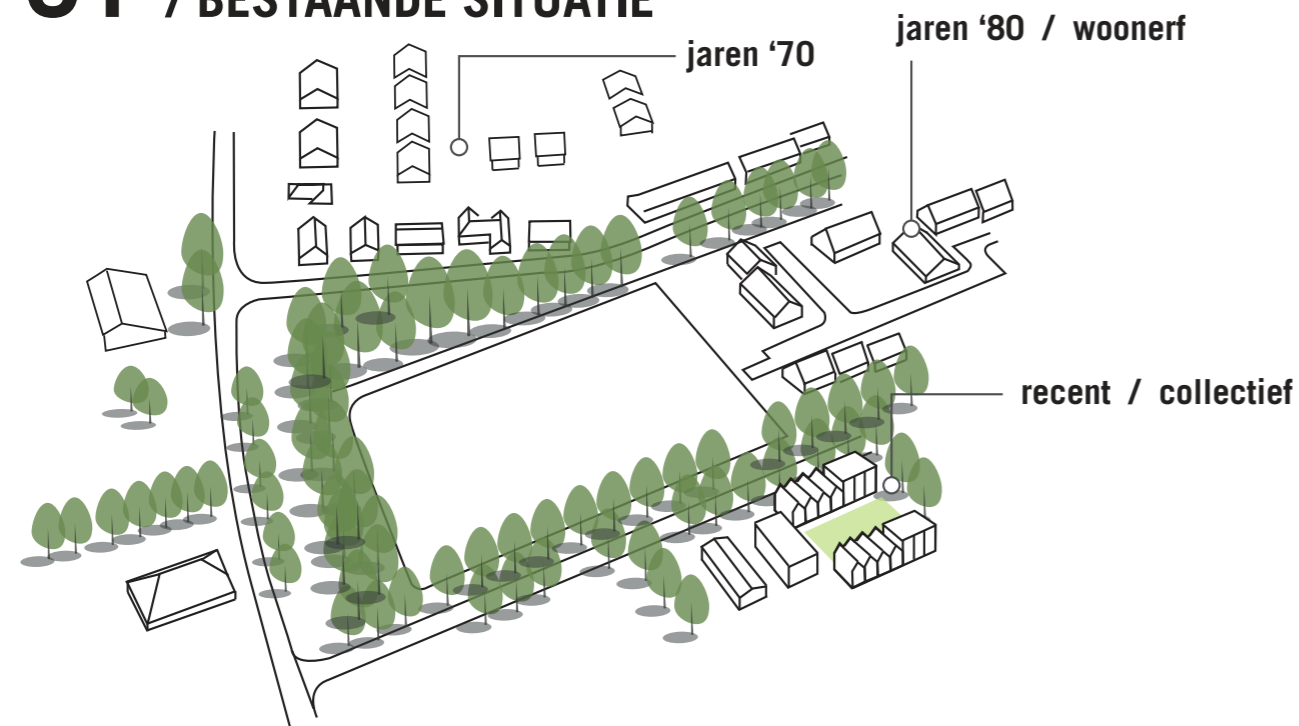 / BESTAANDE SITUATIE
jaren ‘80 / woonerf
jaren ‘70
recent / collectief